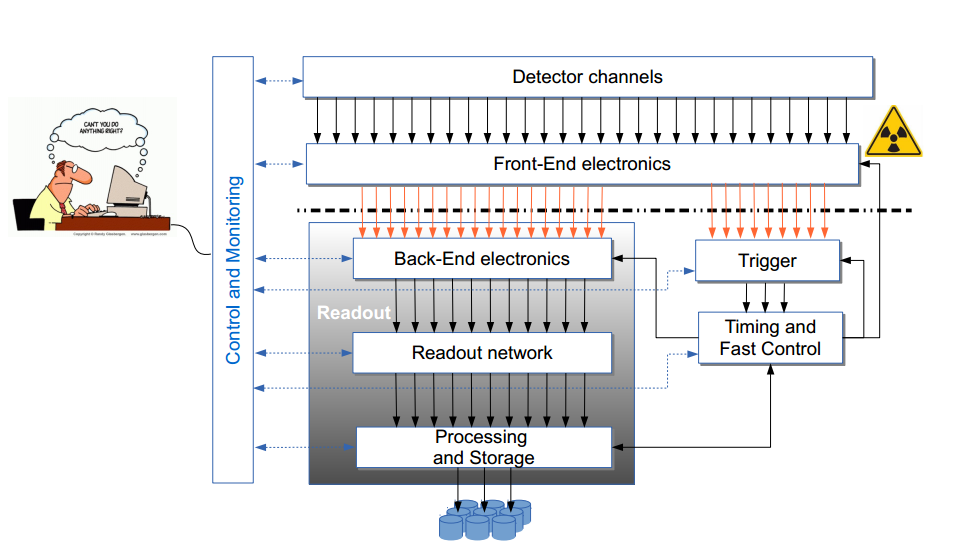 Detector channels
CAN'T YOU DO
ANYTHING RIGHT?
Front-End electronics
Control and Monitoring
Back-End electronics
Trigger
Readout
Timing and
Fast Control
Readout network
Processing
and Storage